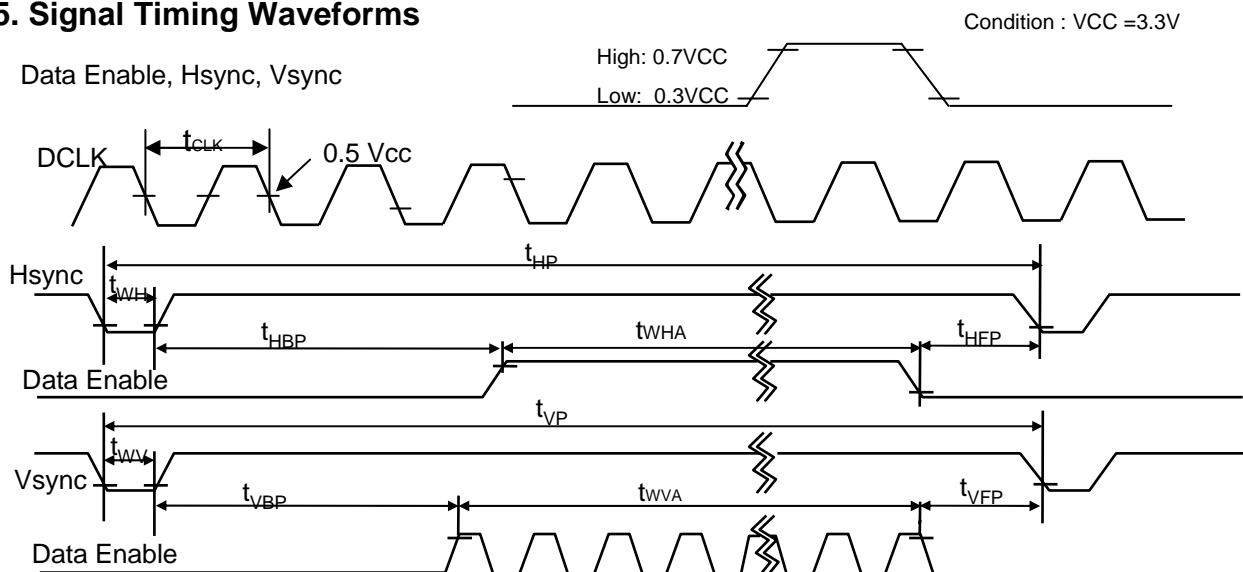 5. Signal Timing Waveforms
Condition : VCC =3.3V
High: 0.7VCC
Data Enable, Hsync, Vsync
Low: 0.3VCC
tCLK
DCLK
0.5 Vcc
tHP
Hsync
tWH
tHBP
tWHA
tHFP
Data Enable
tVP
tWV
Vsync
tVBP
tWVA
tVFP
Data Enable